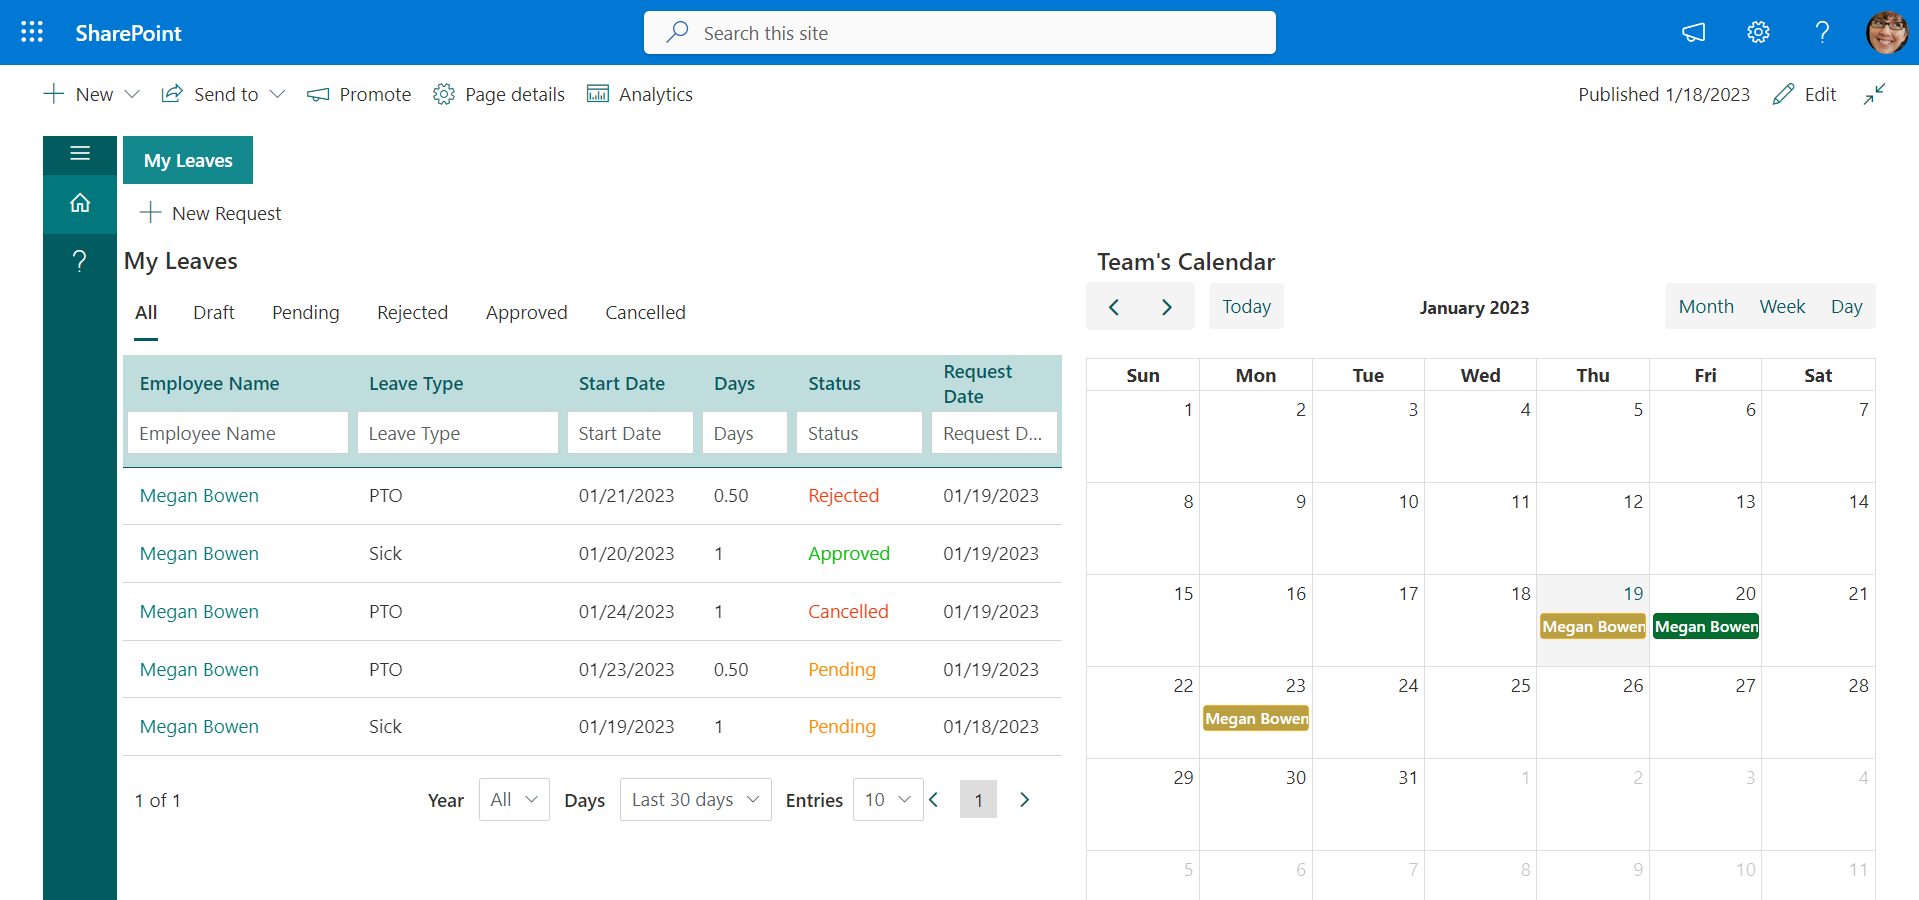 SharePoint
Search this site
New Send to Promote Page details Analytics
Published 1/18/2023 Edit
My Leaves
New Request
My Leaves
All Draft Pending Rejected Approved Cancelled
Employee Name Leave Type Start Date Days Status Request Date
Employee Name Leave Type Start Date Days Status Request D...
Megan Bowen PTO 01/21/2023 0.50 Rejected 01/19/2023
Megan Bowen Sick 01/20/2023 1 Approved 01/19/2023
Megan Bowen PTO 01/24/2023 1 Cancelled 01/19/2023
Megan Bowen PTO 01/23/2023 0.50 Pending 01/19/2023
Megan Bowen Sick 01/19/2023 1 Pending 01/18/2023
1 of 1 Year All Days Last 30 days Entries 10 1
Team's Calendar
Today January 2023 Month Week Day
Sun Mon Tue Wed Thu Fri Sat
1 2 3 4 5 6 7
8 9 10 11 12 13 14
15 16 17 18 19 20 21
Megan Bowen Megan Bowen
22 23 24 25 26 27 28
Megan Bowen
29 30 31 1 2 3 4
5 6 7 8 9 10 11